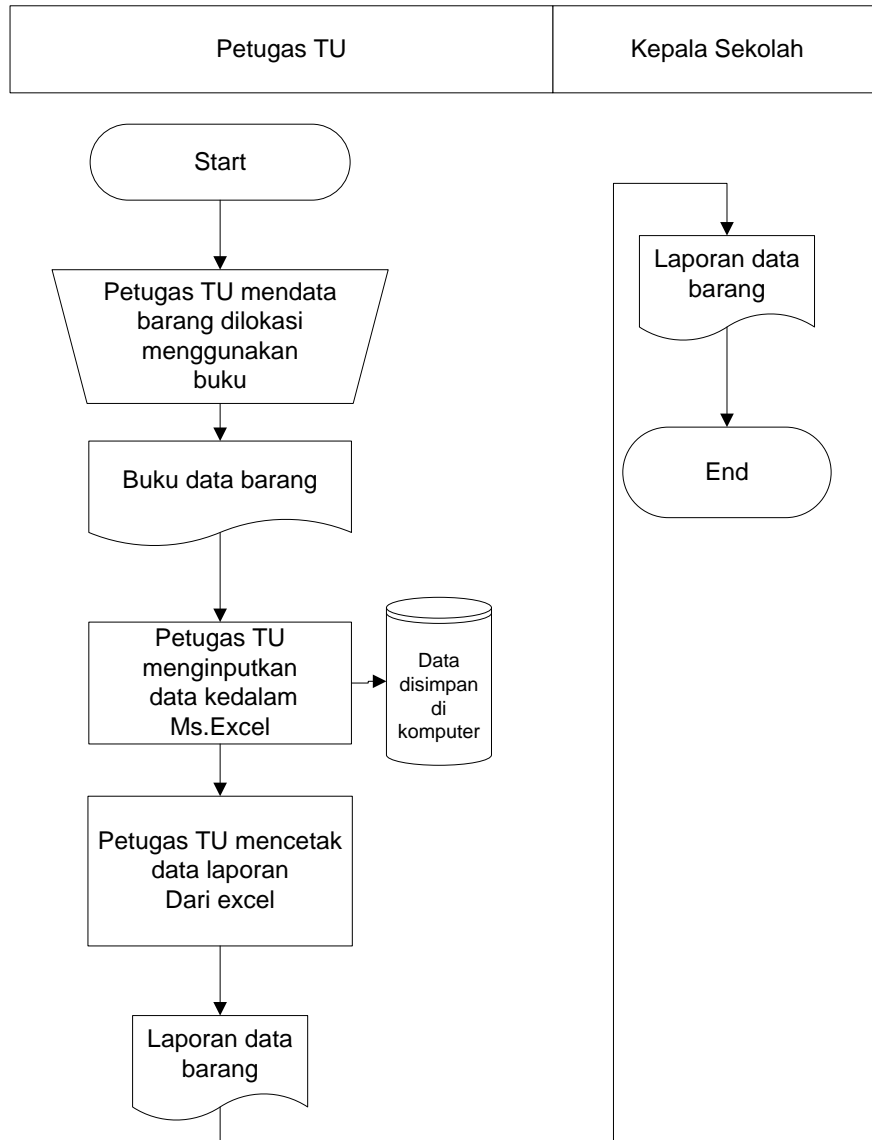 Petugas TU
Kepala Sekolah
Start
Petugas TU mendata
barang dilokasi
menggunakan
buku
Buku data barang
Petugas TU
menginputkan
data kedalam
Ms.Excel
Data
disimpan
di
komputer
Petugas TU mencetak
data laporan
Dari excel
Laporan data
barang
Laporan data
barang
End